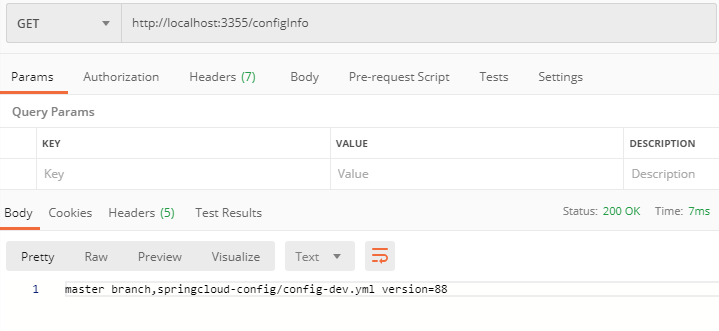 GET http://localhost:3355/configInfo
Params Authorization Headers (7) Body Pre-request Script Tests Settings
Query Params
KEY VALUE DESCRIPTION
Key Value Description
Body Cookies Headers (5) Test Results Status: 200 OK Time: 7ms
Pretty Raw Preview Visualize Text
1 master branch,springcloud-config/config-dev.yml version=88